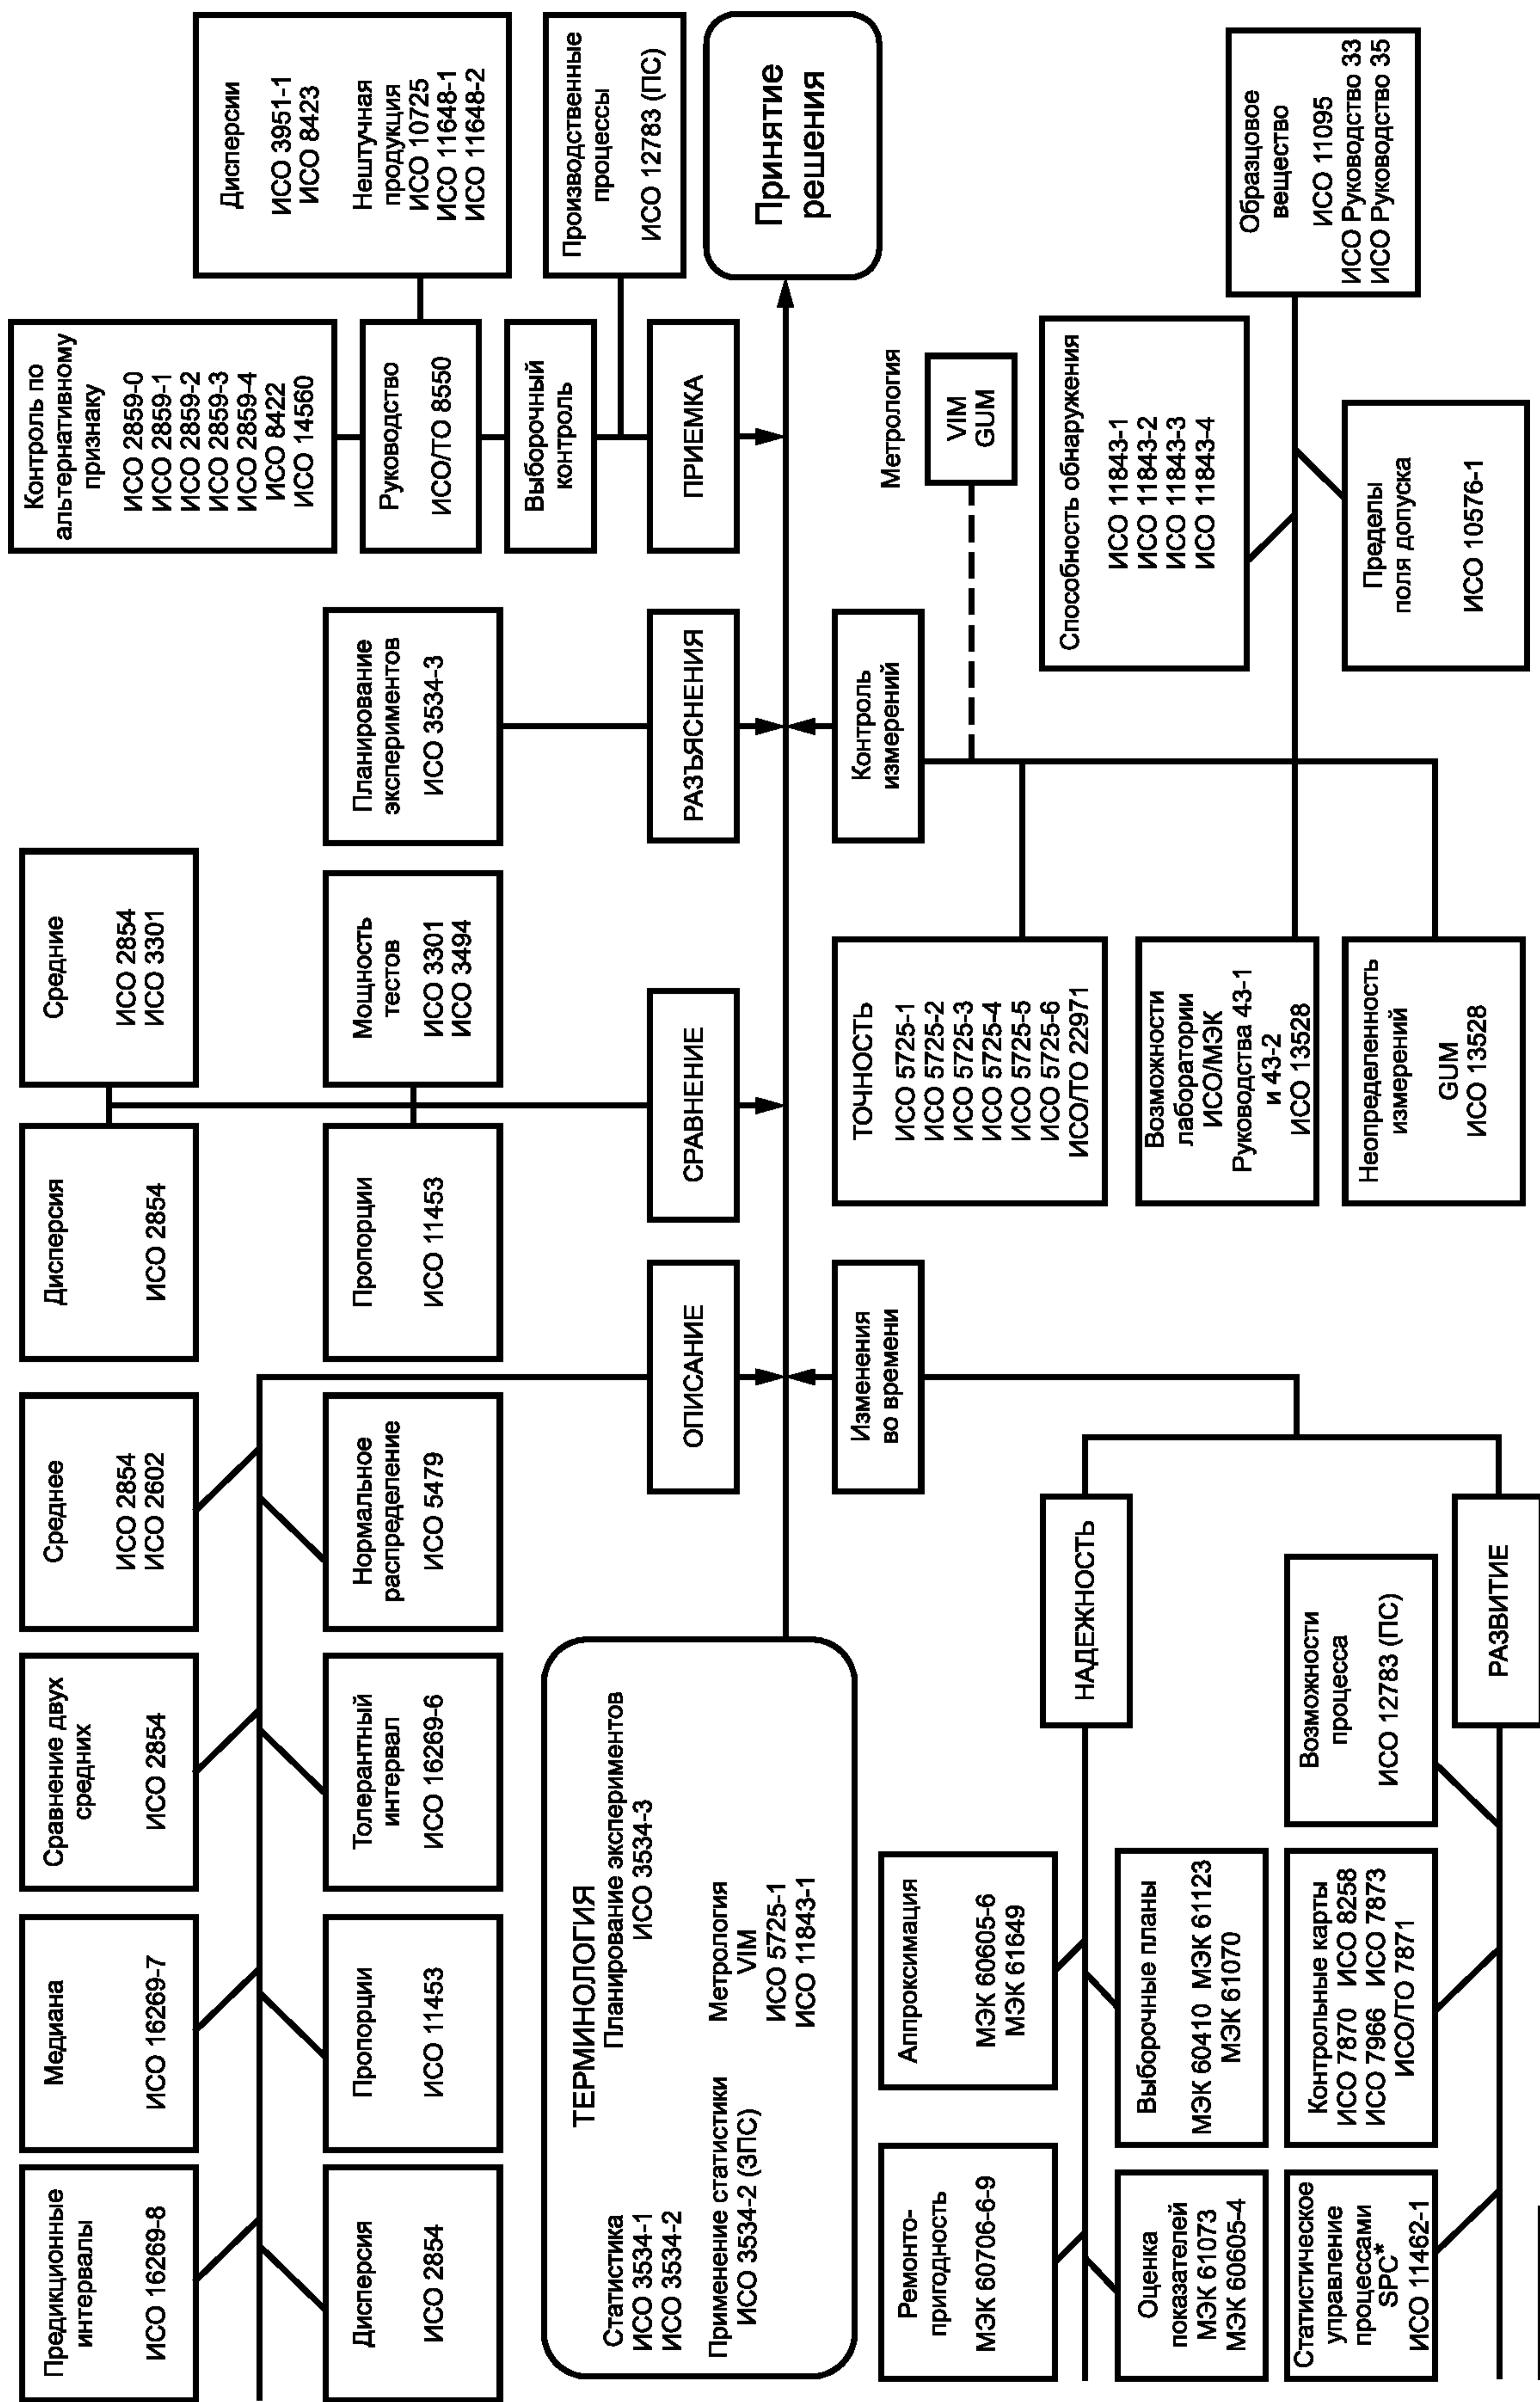 Предикционные
интервалы
ИСО 16269-8
Медиана
ИСО 16269-7
Сравнение двух
средних
ИСО 2854
Среднее
ИСО 2854
ИСО 2602
Дисперсия
ИСО 2854
Средние
ИСО 2854
ИСО 3301
Контроль по
альтернативному
признаку
ИСО 2859-0
ИСО 2859-1
ИСО 2859-2
ИСО 2859-3
ИСО 2859-4
ИСО 8422
ИСО 14560
Дисперсии
ИСО 3951-1
ИСО 8423
Нештучная
продукция
ИСО 10725
ИСО 11648-1
ИСО 11648-2
Дисперсия
ИСО 2854
Пропорции
ИСО 11453
Толерантный
интервал
ИСО 16269-6
Нормальное
распределение
ИСО 5479
Пропорции
ИСО 11453
Мощность
тестов
ИСО 3301
ИСО 3494
Планирование
экспериментов
ИСО 3534-3
Руководство
ИСО/ТО 8550
Выборочный
контроль
Производственные
процессы
ИСО 12783 (ПС)
ОПИСАНИЕ
СРАВНЕНИЕ
РАЗЪЯСНЕНИЯ
ПРИЕМКА
ТЕРМИНОЛОГИЯ
Статистика
ИСО 3534-1
ИСО 3534-2
Планирование экспериментов
ИСО 3534-3
Применение статистики
ИСО 3534-2 (ЗПС)
Метрология
VIM
ИСО 5725-1
ИСО 11843-1
Принятие
решения
Изменения
во времени
Контроль
измерений
Метрология
VIM
GUM
Ремонто-
пригодность
МЭК 60706-6-9
Аппроксимация
МЭК 60605-6
МЭК 61649
НАДЕЖНОСТЬ
Оценка
показателей
МЭК 61073
МЭК 60605-4
Выборочные планы
МЭК 60410 МЭК 61123
МЭК 61070
ТОЧНОСТЬ
ИСО 5725-1
ИСО 5725-2
ИСО 5725-3
ИСО 5725-4
ИСО 5725-5
ИСО 5725-6
ИСО/ТО 22971
Способность обнаружения
ИСО 11843-1
ИСО 11843-2
ИСО 11843-3
ИСО 11843-4
Возможности
лаборатории
ИСО/МЭК
Руководства 43-1
и 43-2
ИСО 13528
Образцовое
вещество
ИСО 11095
ИСО Руководство 33
ИСО Руководство 35
Статистическое
управление
процессами
SPC*
ИСО 11462-1
Контрольные карты
ИСО 7870 ИСО 8258
ИСО 7966 ИСО 7873
ИСО/ТО 7871
Возможности
процесса
ИСО 12783 (ПС)
РАЗВИТИЕ
Неопределенность
измерений
GUM
ИСО 13528
Пределы
поля допуска
ИСО 10576-1